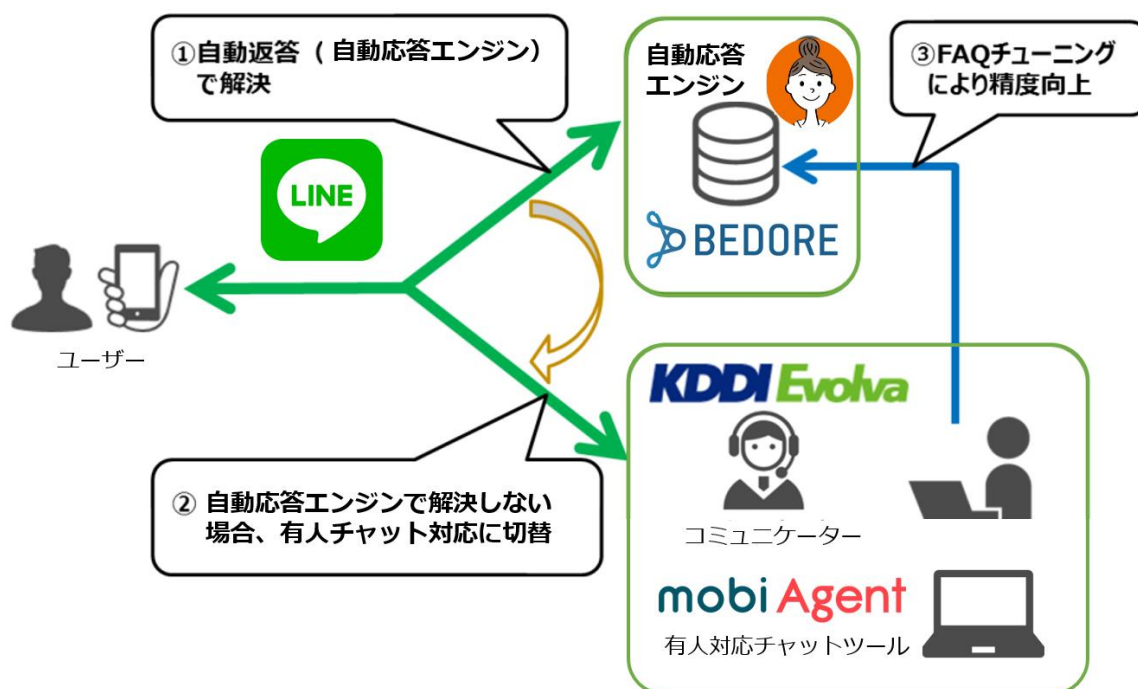 ①自動返答（自動応答エンジン）
で解決
自動応答
エンジン
③FAQチューニング
により精度向上
LINE
BEDORE
ユーザー
KDDI Evolva
② 自動応答エンジンで解決しない
場合、有人チャット対応に切替
コミュニケーター
mobi Agent
有人対応チャットツール